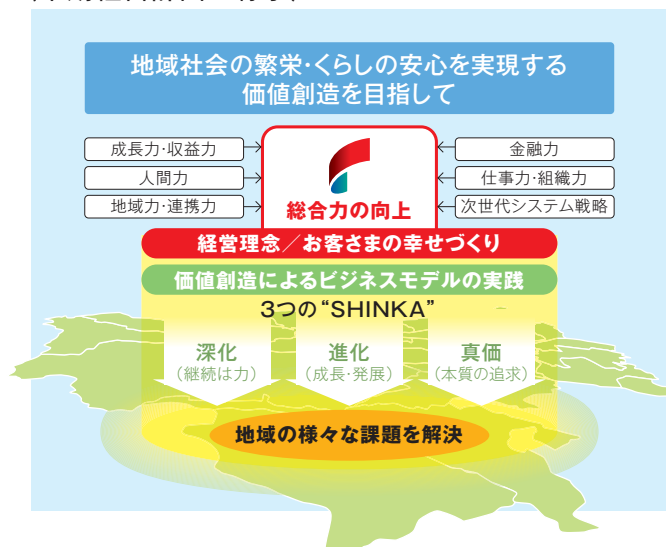 地域社会の繁栄・くらしの安心を実現する
価値創造を目指して
成長力・収益力
人間力
地域力・連携力
金融力
仕事力・組織力
次世代システム戦略
総合力の向上
経営理念／お客さまの幸せづくり
価値創造によるビジネスモデルの実践
3つの“SHINKA”
深化
（継続は力）
進化
（成長・発展）
真価
（本質の追求）
地域の様々な課題を解決